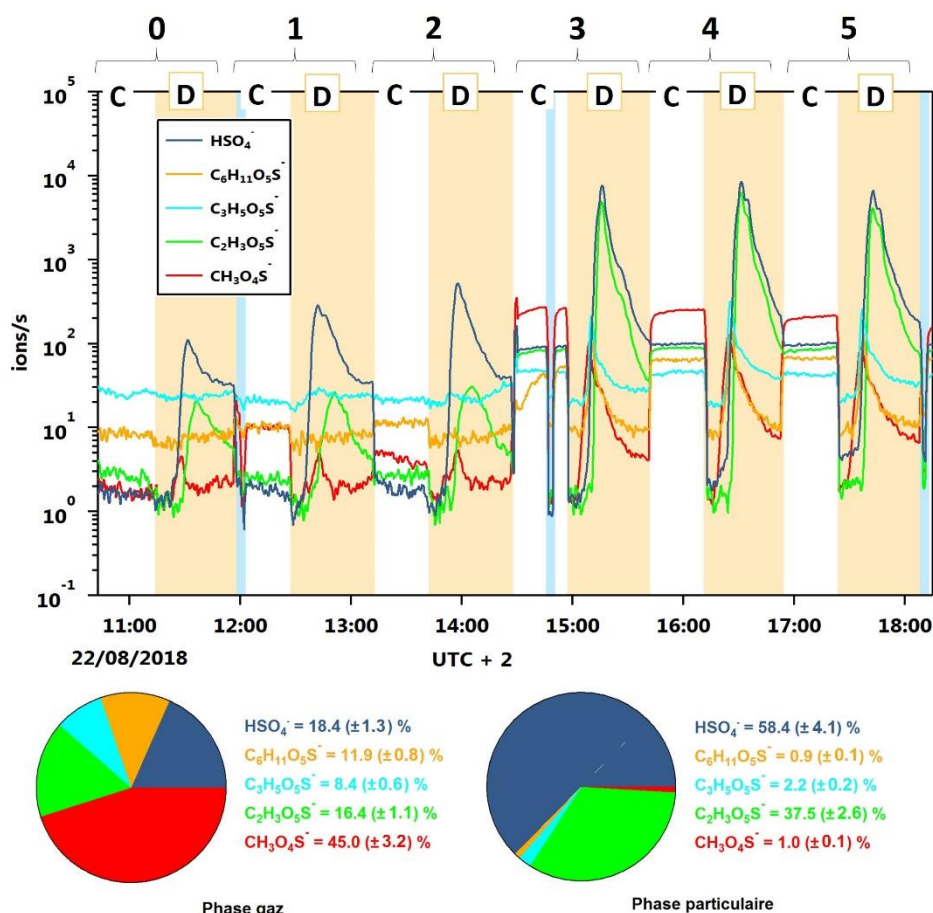 0 1 2 3 4 5
C D C D C D C D C D C D
10⁵
10⁴
10³
10²
10¹
10⁰
10⁻¹
ions/s
HSO₄⁻
C₆H₁₁O₅S⁻
C₃H₅O₅S⁻
C₂H₃O₅S⁻
CH₃O₄S⁻
11:00 12:00 13:00 14:00 15:00 16:00 17:00 18:00
22/08/2018 UTC + 2
HSO₄⁻ = 18.4 (±1.3) %
C₆H₁₁O₅S⁻ = 11.9 (±0.8) %
C₃H₅O₅S⁻ = 8.4 (±0.6) %
C₂H₃O₅S⁻ = 16.4 (±1.1) %
CH₃O₄S⁻ = 45.0 (±3.2) %
Phase gaz
HSO₄⁻ = 58.4 (±4.1) %
C₆H₁₁O₅S⁻ = 0.9 (±0.1) %
C₃H₅O₅S⁻ = 2.2 (±0.2) %
C₂H₃O₅S⁻ = 37.5 (±2.6) %
CH₃O₄S⁻ = 1.0 (±0.1) %
Phase particulaire